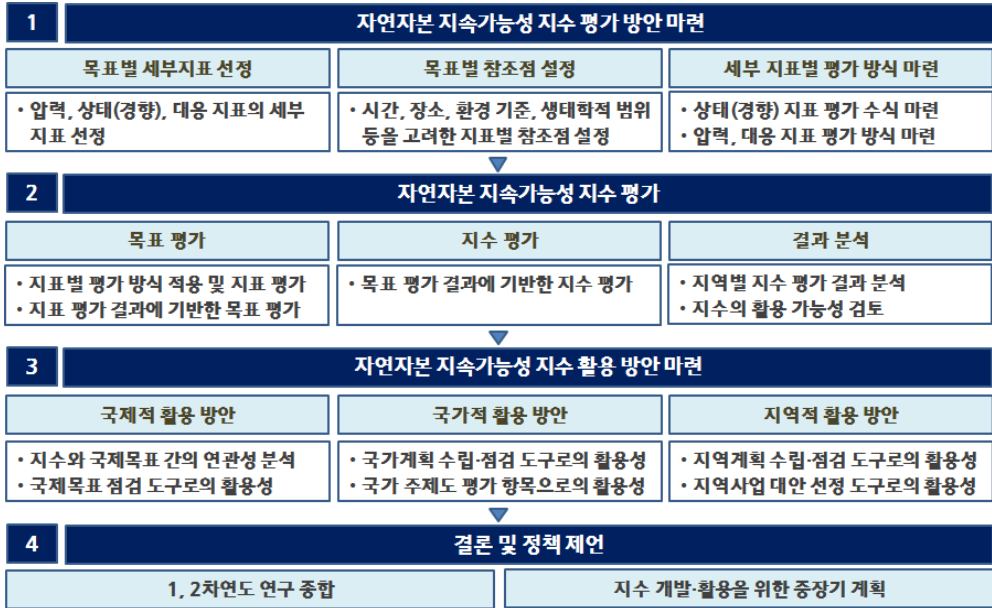 1
자연자본 지속가능성 지수 평가 방안 마련
목표별 세부지표 선정
목표별 참조점 설정
세부 지표별 평가 방식 마련
• 압력, 상태(경향), 대응 지표의 세부
지표 선정
• 시간, 장소, 환경 기준, 생태학적 범위
등을 고려한 지표별 참조점 설정
• 상태(경향) 지표 평가 수식 마련
• 압력, 대응 지표 평가 방식 마련
2
자연자본 지속가능성 지수 평가
목표 평가
지수 평가
결과 분석
• 지표별 평가 방식 적용 및 지표 평가
• 지표 평가 결과에 기반한 목표 평가
• 목표 평가 결과에 기반한 지수 평가
• 지역별 지수 평가 결과 분석
• 지수의 활용 가능성 검토
3
자연자본 지속가능성 지수 활용 방안 마련
국제적 활용 방안
국가적 활용 방안
지역적 활용 방안
• 지수와 국제목표 간의 연관성 분석
• 국제목표 점검 도구로의 활용성
• 국가계획 수립·점검 도구로의 활용성
• 국가 주제도 평가 항목으로의 활용성
• 지역계획 수립·점검 도구로의 활용성
• 지역사업 대안 선정 도구로의 활용성
4
결론 및 정책 제언
1, 2차연도 연구 종합
지수 개발·활용을 위한 중장기 계획